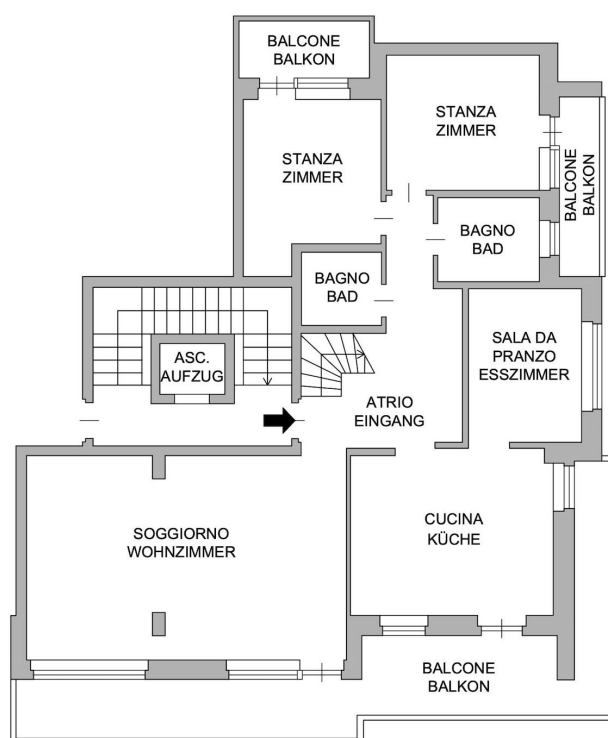 BALCONE
BALKON
STANZA
ZIMMER
STANZA
ZIMMER
BALCONE
BALKON
BAGNO
BAD
BAGNO
BAD
ASC.
AUFZUG
SALA DA
PRANZO
ESSZIMMER
ATRIO
EINGANG
SOGGIORNO
WOHNZIMMER
CUCINA
KÜCHE
BALCONE
BALKON